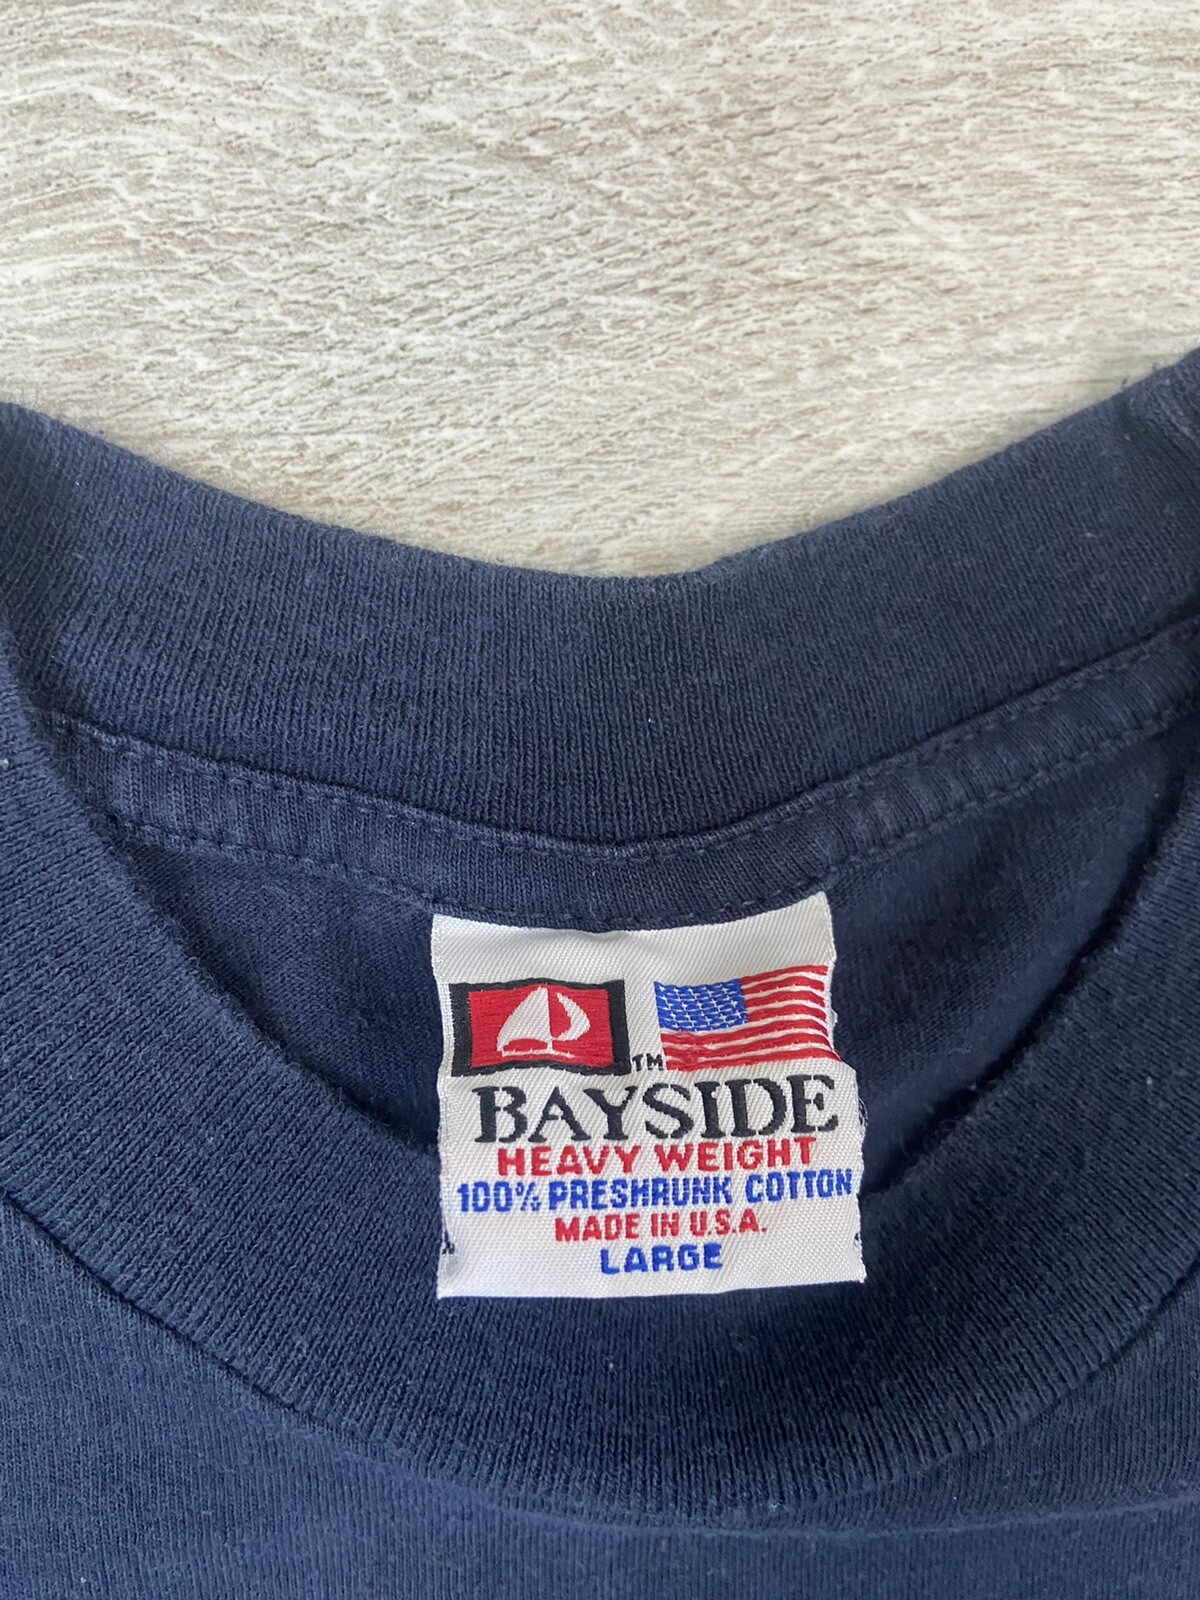 TM
BAYSIDE
HEAVY WEIGHT
100% PRESHRUNK COTTON
MADE IN U.S.A.
LARGE